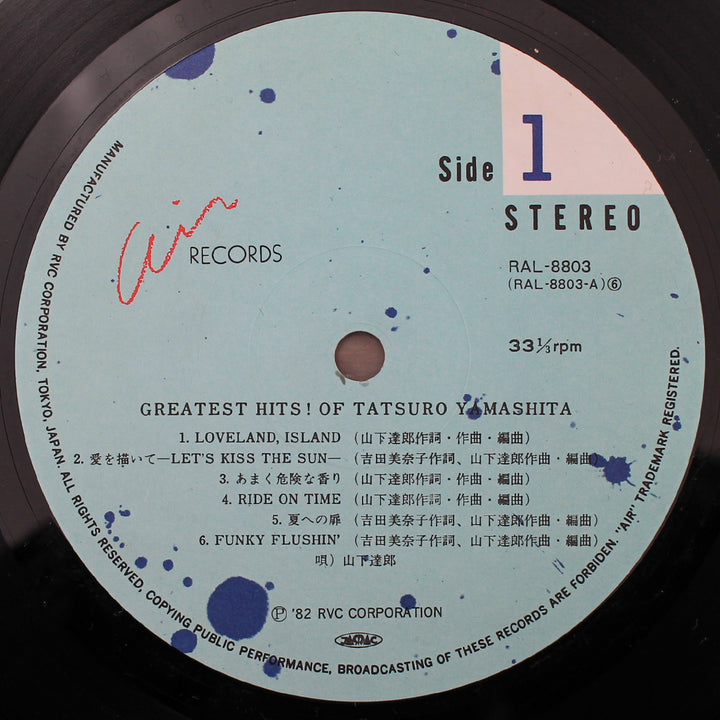 Side 1
STEREO
Air RECORDS
RAL-8803
(RAL-8803-A)⑥
33⅓rpm
GREATEST HITS! OF TATSURO YAMASHITA
1. LOVELAND, ISLAND (山下達郎作詞・作曲・編曲)
2. 愛を描いて—LET'S KISS THE SUN— (吉田美奈子作詞、山下達郎作曲・編曲)
3. あまく危険な香り (山下達郎作詞・作曲・編曲)
4. RIDE ON TIME (山下達郎作詞・作曲・編曲)
5. 夏への扉 (吉田美奈子作詞、山下達郎作曲・編曲)
6. FUNKY FLUSHIN' (吉田美奈子作詞、山下達郎作曲・編曲)
唄) 山下達郎
Ⓟ '82 RVC CORPORATION
MANUFACTURED BY RVC CORPORATION, TOKYO, JAPAN. ALL RIGHTS RESERVED, COPYING PUBLIC PERFORMANCE, BROADCASTING OF THESE RECORDS ARE FORBIDDEN. "AIR" TRADEMARK REGISTERED.